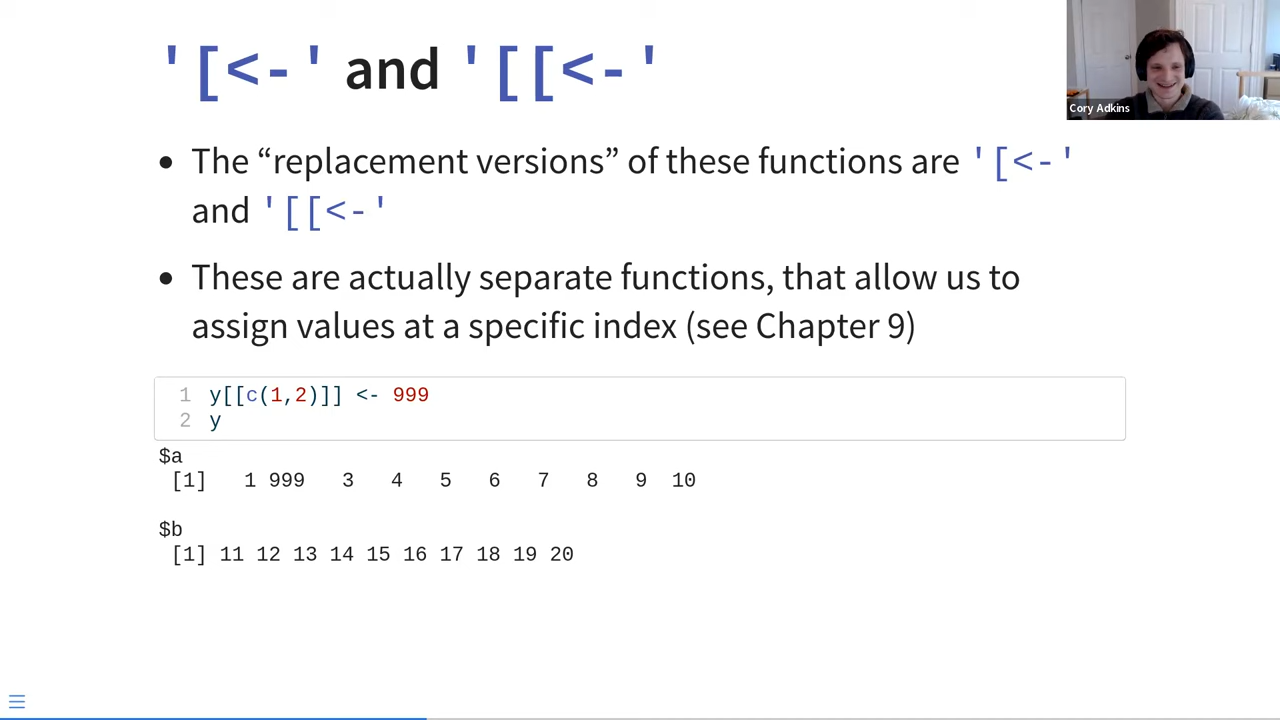 '[<-' and '[[<-'
Cory Adkins
• The “replacement versions” of these functions are '[<-'
and '[[<-'
• These are actually separate functions, that allow us to
assign values at a specific index (see Chapter 9)
1 y[[c(1,2)]] <- 999
2 y
$a
[1]   1 999   3   4   5   6   7   8   9  10
$b
[1] 11 12 13 14 15 16 17 18 19 20